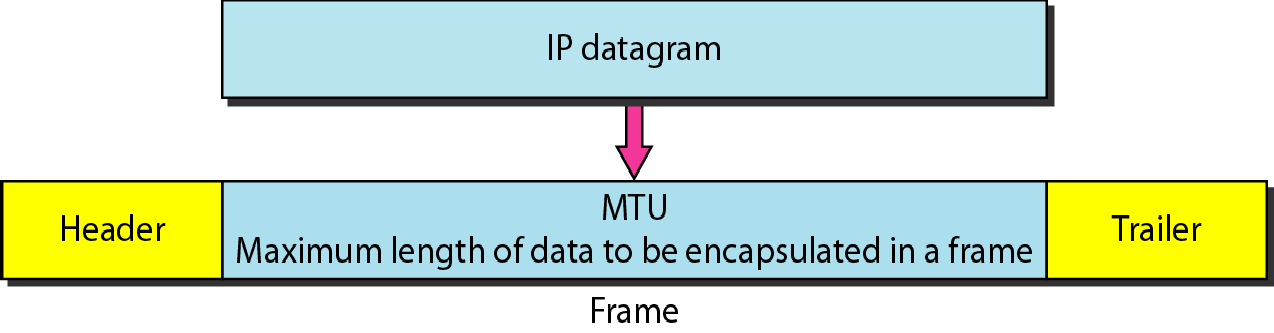 IP datagram
Header
MTU
Maximum length of data to be encapsulated in a frame
Trailer
Frame